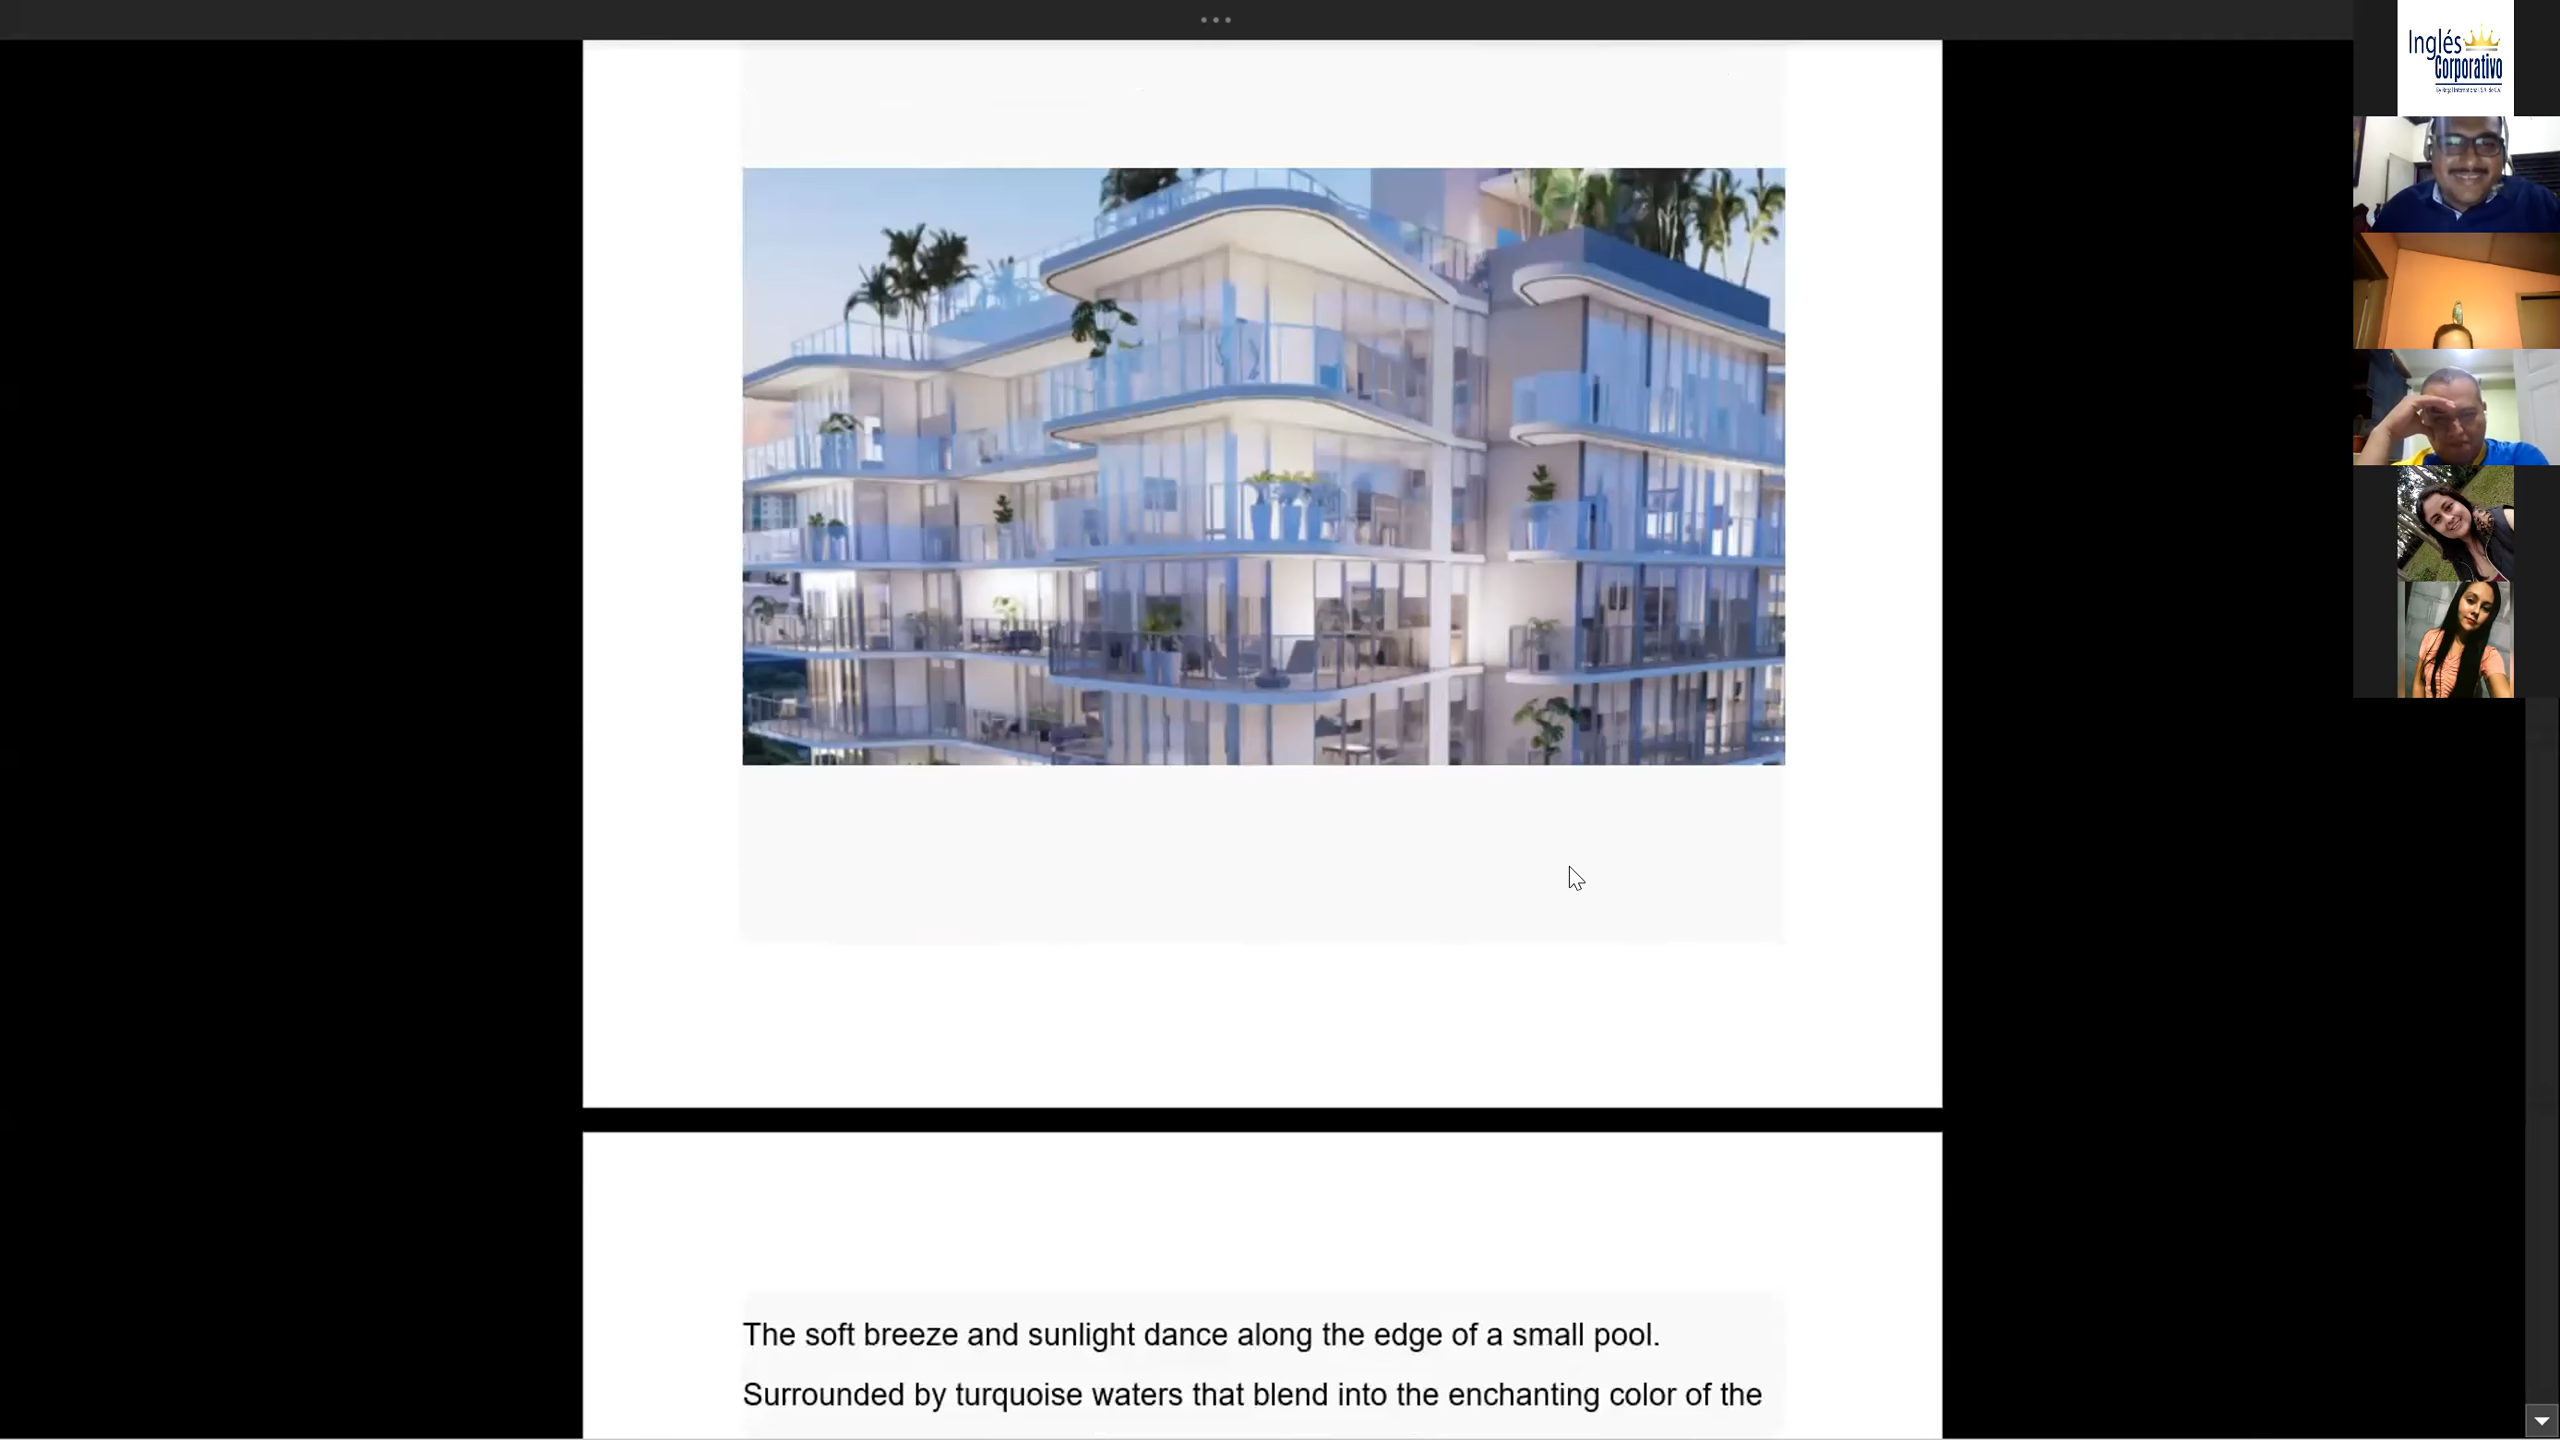 Inglés
Corporativo
The soft breeze and sunlight dance along the edge of a small pool.
Surrounded by turquoise waters that blend into the enchanting color of the